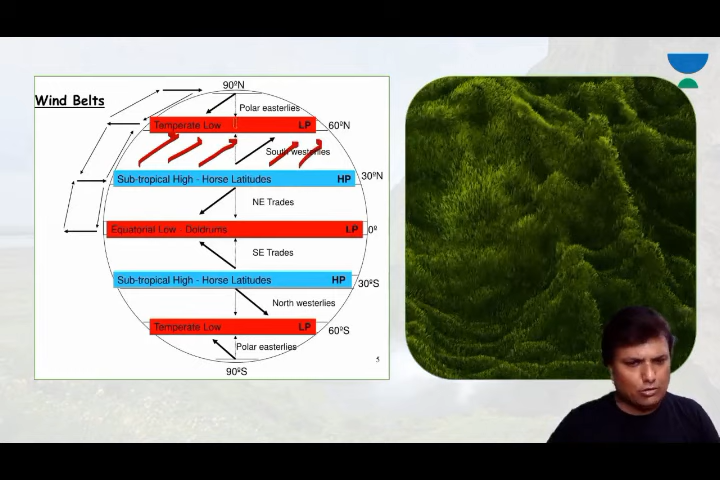 Wind Belts
90ºN
Polar easterlies
Temperate Low LP 60ºN
South westerlies
Sub-tropical High - Horse Latitudes HP 30ºN
NE Trades
Equatorial Low - Doldrums LP 0º
SE Trades
Sub-tropical High - Horse Latitudes HP 30ºS
North westerlies
Temperate Low LP 60ºS
Polar easterlies
5
90ºS